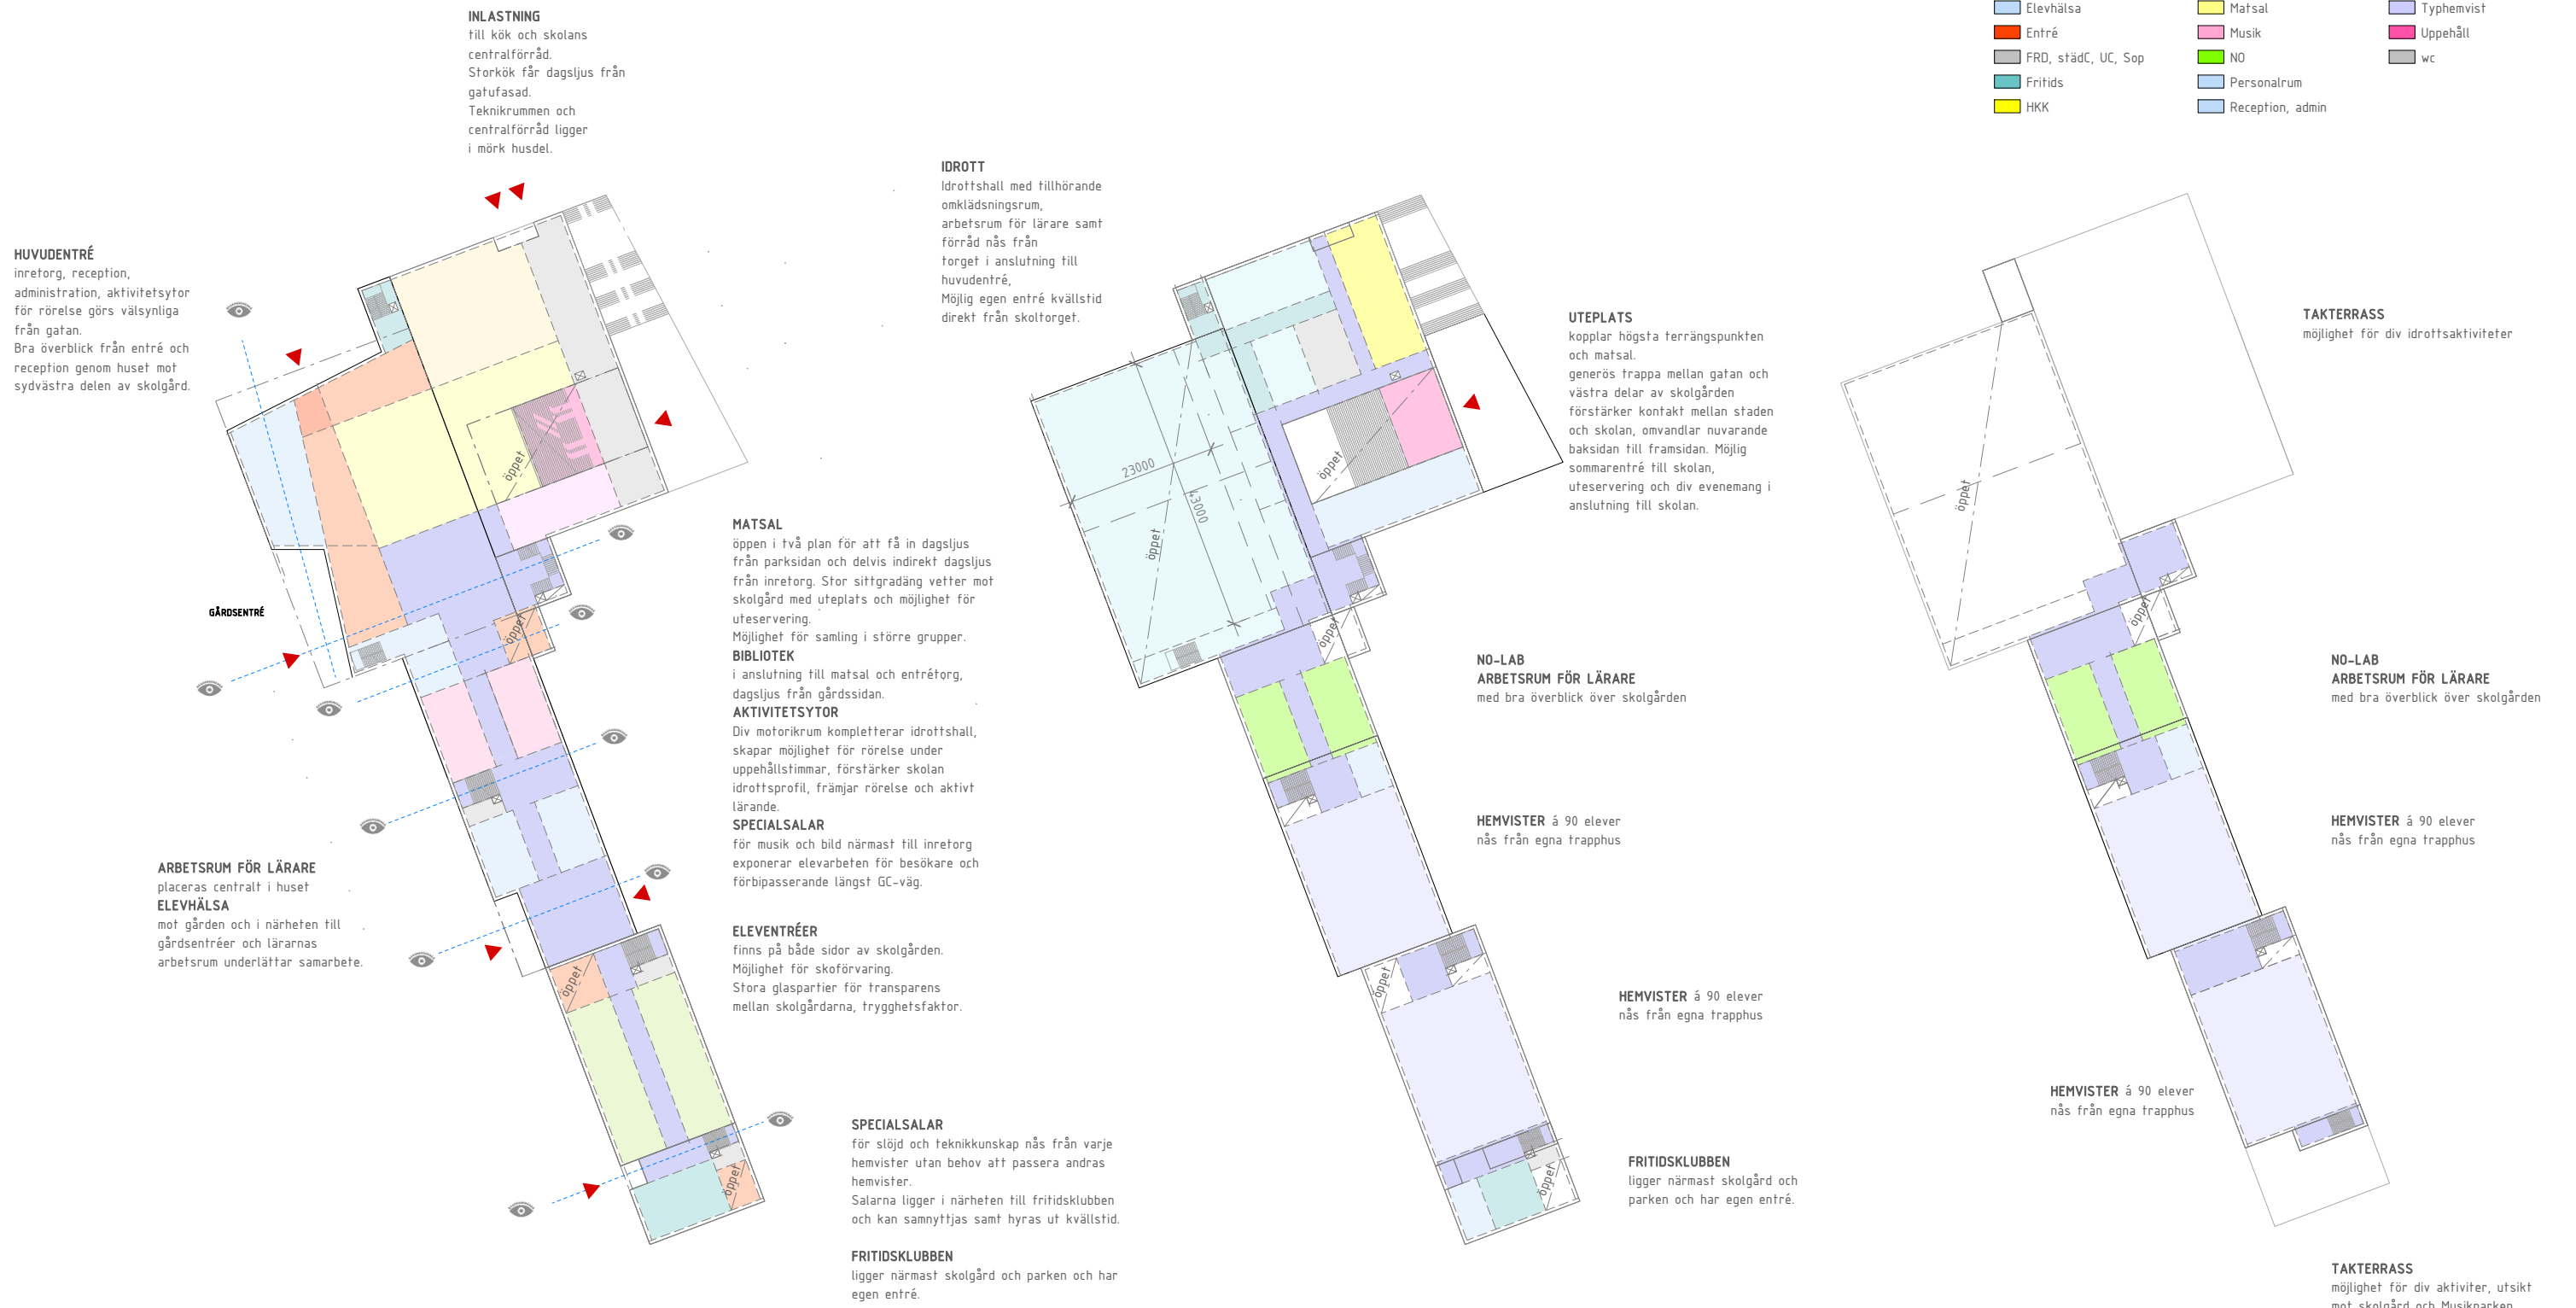 INLASTNING
till kök och skolans
centralförråd.
Storkök får dagsljus från
gatufasad.
Teknikrummen och
centralförråd ligger
i mörk husdel.
Elevhälsa
Entré
FRD, städC, UC, Sop
Fritids
HKK
Matsal
Musik
NO
Personalrum
Reception, admin
Typhemvist
Uppehåll
wc
HUVUDENTRÉ
inretorg, reception,
administration, aktivitetsytor
för rörelse görs välsynliga
från gatan.
Bra överblick från entré och
reception genom huset mot
sydvästra delen av skolgård.
IDROTT
Idrottshall med tillhörande
omklädningsrum,
arbetsrum för lärare samt
förråd nås från
torget i anslutning till
huvudentré,
Möjlig egen entré kvällstid
direkt från skoltorget.
UTEPLATS
kopplar högsta terrängspunkten
och matsal.
generös trappa mellan gatan och
västra delar av skolgården
förstärker kontakt mellan staden
och skolan, omvandlar nuvarande
baksidan till framsidan. Möjlig
sommarentré till skolan,
uteservering och div evenemang i
anslutning till skolan.
TAKTERRASS
möjlighet för div idrottsaktiviteter
öppet
öppet
23000
43000
öppet
öppet
GÅRDSENTRÉ
öppet
öppet
öppet
MATSAL
öppen i två plan för att få in dagsljus
från parksidan och delvis indirekt dagsljus
från inretorg. Stor sittgradäng vetter mot
skolgård med uteplats och möjlighet för
uteservering.
Möjlighet för samling i större grupper.
BIBLIOTEK
i anslutning till matsal och entrétorg,
dagsljus från gårdssidan.
AKTIVITETSYTOR
Div motorikrum kompletterar idrottshall,
skapar möjlighet för rörelse under
uppehållstimmar, förstärker skolan
idrottsprofil, främjar rörelse och aktivt
lärande.
SPECIALSALAR
för musik och bild närmast till inretorg
exponerar elevarbeten för besökare och
förbipasserande längst GC-väg.
NO-LAB
ARBETSRUM FÖR LÄRARE
med bra överblick över skolgården
NO-LAB
ARBETSRUM FÖR LÄRARE
med bra överblick över skolgården
HEMVISTER á 90 elever
nås från egna trapphus
HEMVISTER á 90 elever
nås från egna trapphus
ARBETSRUM FÖR LÄRARE
placeras centralt i huset
ELEVHÄLSA
mot gården och i närheten till
gårdsentréer och lärarnas
arbetsrum underlättar samarbete.
ELEVENTRÉER
finns på både sidor av skolgården.
Möjlighet för skoförvaring.
Stora glaspartier för transparens
mellan skolgårdarna, trygghetsfaktor.
öppet
öppet
HEMVISTER á 90 elever
nås från egna trapphus
HEMVISTER á 90 elever
nås från egna trapphus
SPECIALSALAR
för slöjd och teknikkunskap nås från varje
hemvister utan behov att passera andras
hemvister.
Salarna ligger i närheten till fritidsklubben
och kan samnyttjas samt hyras ut kvällstid.
öppet
öppet
FRITIDSKLUBBEN
ligger närmast skolgård och
parken och har egen entré.
FRITIDSKLUBBEN
ligger närmast skolgård och parken och har
egen entré.
TAKTERRASS
möjlighet för div aktiviter, utsikt
mot skolgård och Musikparken